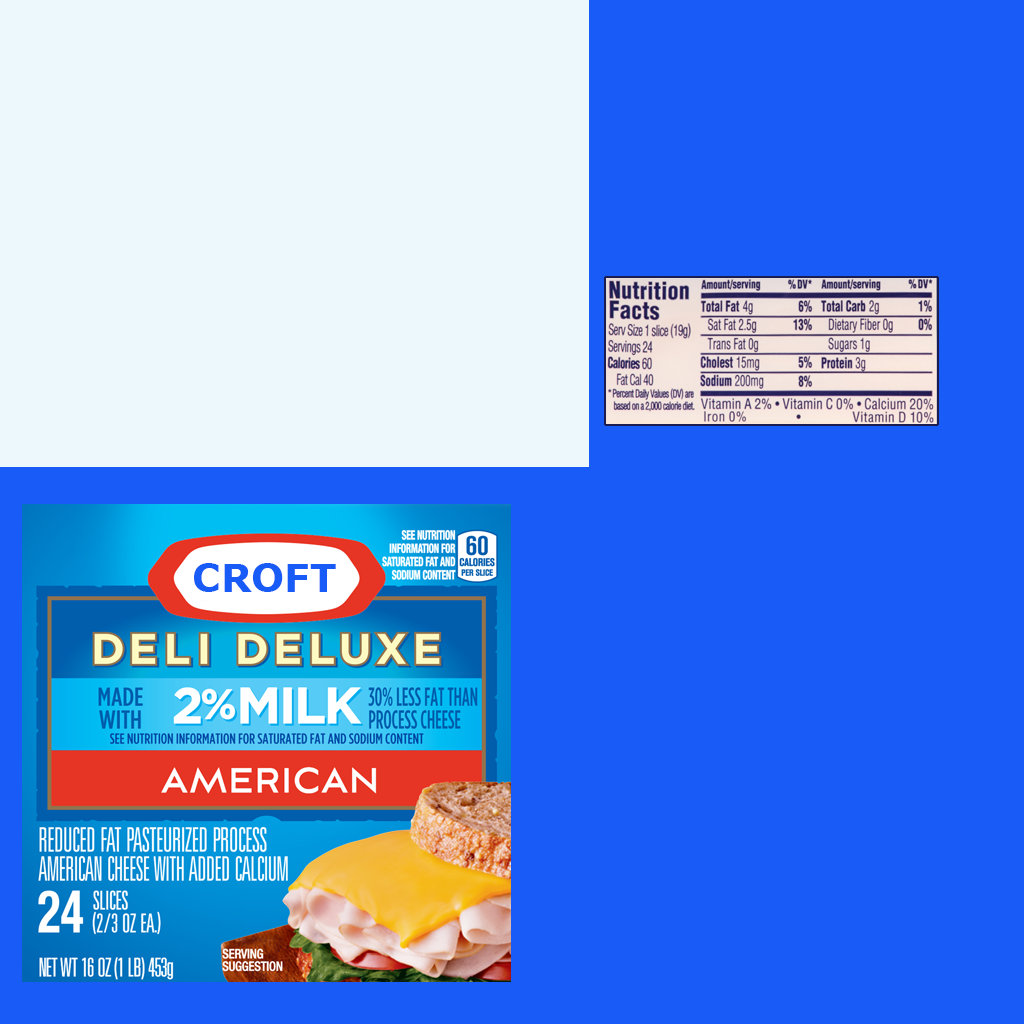 Nutrition
Facts
Serv Size 1 slice (19g)
Servings 24
Calories 60
Fat Cal 40
*Percent Daily Values (DV) are
based on a 2,000 calorie diet.
Amount/serving %DV* Amount/serving %DV*
Total Fat 4g 6% Total Carb 2g 1%
Sat Fat 2.5g 13% Dietary Fiber 0g 0%
Trans Fat 0g Sugars 1g
Cholest 15mg 5% Protein 3g
Sodium 200mg 8%
Vitamin A 2% • Vitamin C 0% • Calcium 20%
Iron 0% • Vitamin D 10%
SEE NUTRITION
INFORMATION FOR
SATURATED FAT AND
SODIUM CONTENT
60
CALORIES
PER SLICE
CROFT
DELI DELUXE
MADE
WITH
2% MILK
30% LESS FAT THAN
PROCESS CHEESE
SEE NUTRITION INFORMATION FOR SATURATED FAT AND SODIUM CONTENT
AMERICAN
REDUCED FAT PASTEURIZED PROCESS
AMERICAN CHEESE WITH ADDED CALCIUM
24 SLICES
(2/3 OZ EA.)
NET WT 16 OZ (1 LB) 453g
SERVING
SUGGESTION